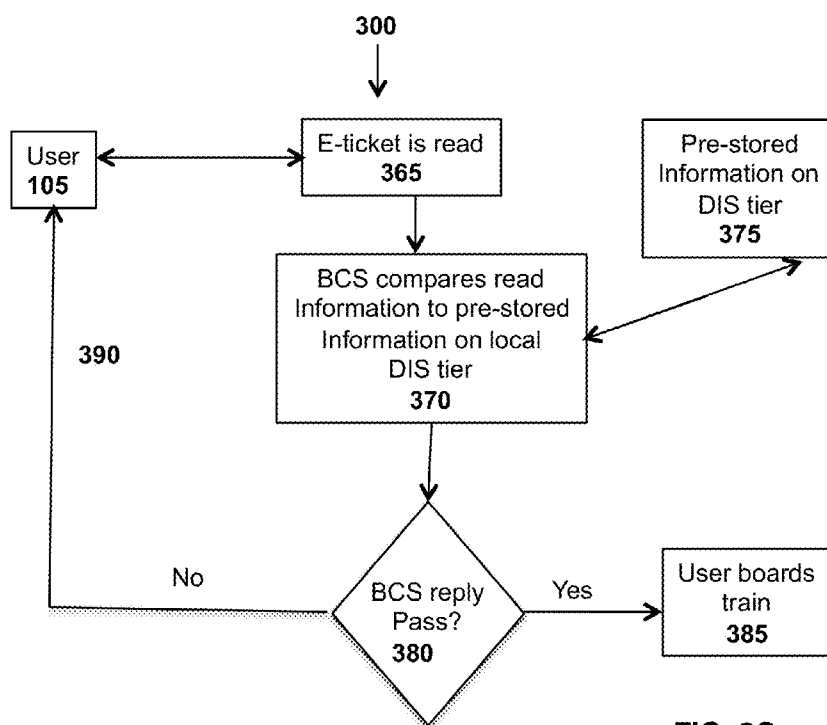 300
User
105
E-ticket is read
365
Pre-stored
Information on
DIS tier
375
BCS compares read
Information to pre-stored
Information on local
DIS tier
370
390
No
BCS reply
Pass?
380
Yes
User boards
train
385